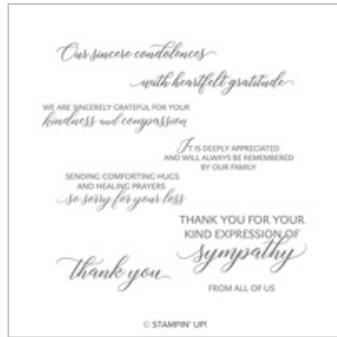 Our sincere condolences
with heartfelt gratitude
WE ARE SINCERELY GRATEFUL FOR YOUR
kindness and compassion
IT IS DEEPLY APPRECIATED
AND WILL ALWAYS BE REMEMBERED
BY OUR FAMILY
SENDING COMFORTING HUGS
AND HEALING PRAYERS
so sorry for your loss
THANK YOU FOR YOUR
KIND EXPRESSION OF
sympathy
thank you
FROM ALL OF US
© STAMPIN' UP!